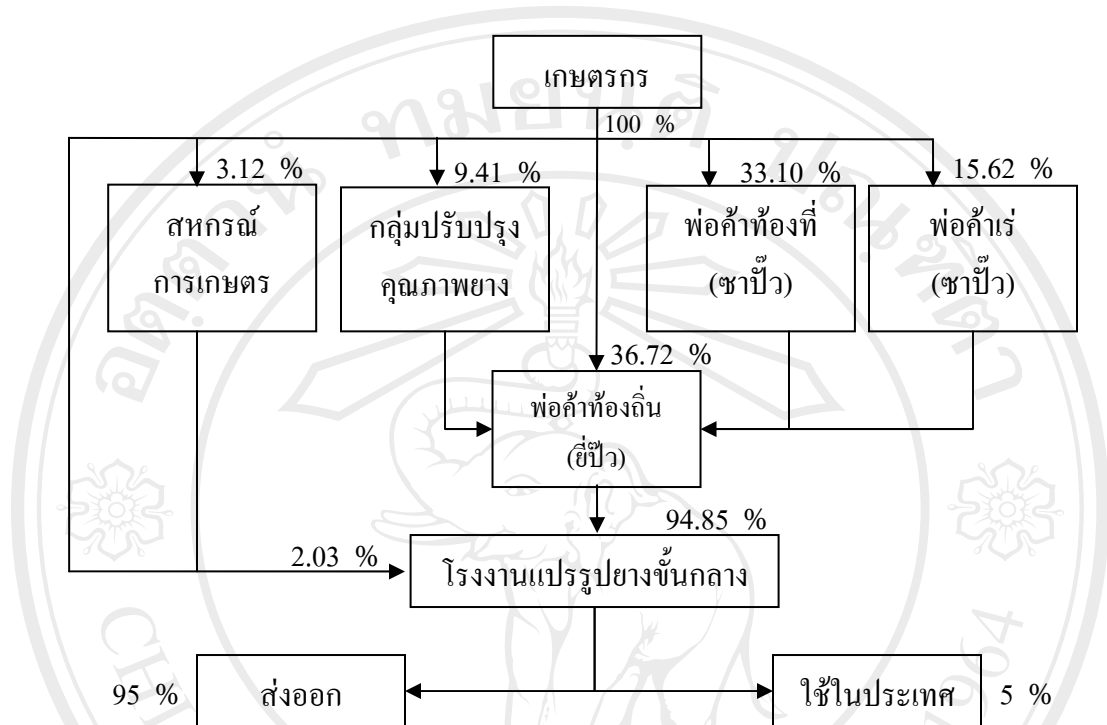 เกษตรกร
100 %
3.12 %
9.41 %
33.10 %
15.62 %
สหกรณ์
การเกษตร
กลุ่มปรับปรุง
คุณภาพยาง
พ่อค้าท้องที่
(ซาปั๊ว)
พ่อค้าเร่
(ซาปั๊ว)
36.72 %
พ่อค้าท้องถิ่น
(ยี่ปั๊ว)
94.85 %
2.03 %
โรงงานแปรรูปยางขั้นกลาง
95 %
ส่งออก
ใช้ในประเทศ
5 %